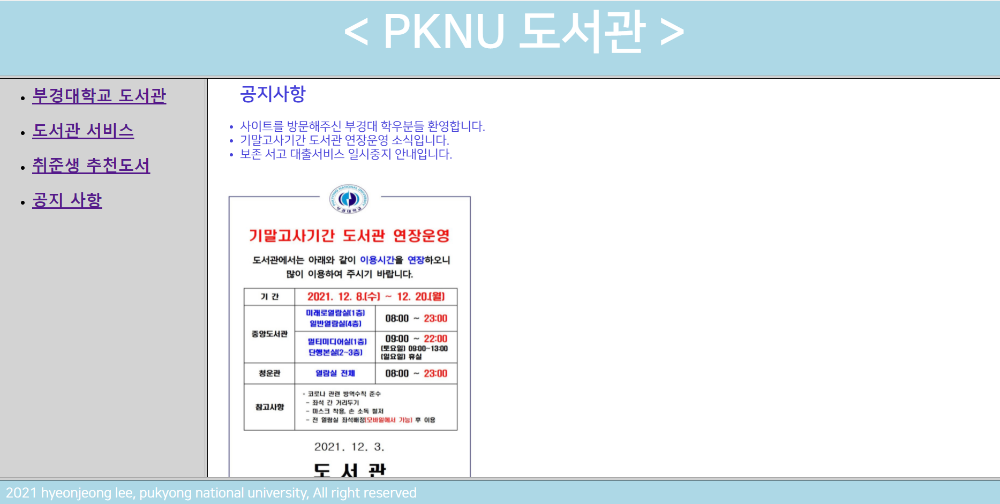 < PKNU 도서관 >
부경대학교 도서관
도서관 서비스
취준생 추천도서
공지 사항
공지사항
사이트를 방문해주신 부경대 학우분들 환영합니다.
기말고사기간 도서관 연장운영 소식입니다.
보존 서고 대출서비스 일시중지 안내입니다.
PUKYONG NATIONAL UNIVERSITY
부경대학교
기말고사기간 도서관 연장운영
도서관에서는 아래와 같이 이용시간을 연장하오니
많이 이용하여 주시기 바랍니다.
기 간 2021. 12. 8.(수) ~ 12. 20.(월)
중앙도서관
미래로열람실(1층)
일반열람실(4층)
08:00 ~ 23:00
멀티미디어실(1층)
단행본실(2~3층)
09:00 ~ 22:00
(토요일) 09:00~13:00
(일요일) 휴실
청운관 열람실 전체 08:00 ~ 23:00
참고사항
· 코로나 관련 방역수칙 준수
- 좌석 간 거리두기
- 마스크 착용, 손 소독 철저
- 전 열람실 좌석배정(모바일에서 가능) 후 이용
2021. 12. 3.
도 서 관
2021 hyeonjeong lee, pukyong national university, All right reserved